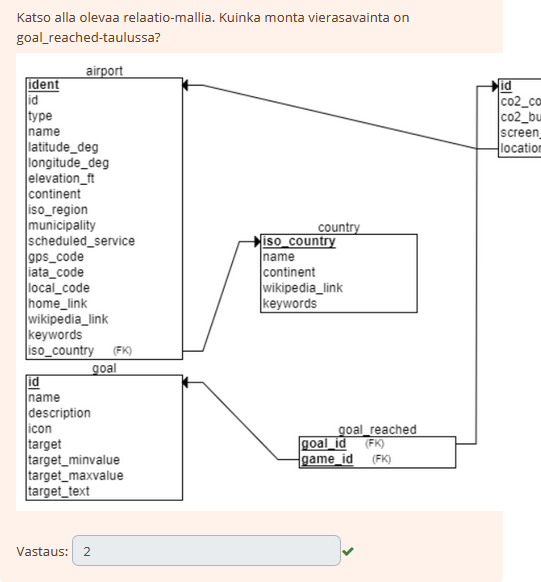 Katso alla olevaa relaatio-mallia. Kuinka monta vierasavainta on
goal_reached-taulussa?
airport
ident
id
type
name
latitude_deg
longitude_deg
elevation_ft
continent
iso_region
municipality
scheduled_service
gps_code
iata_code
local_code
home_link
wikipedia_link
keywords
iso_country (FK)
id
co2_co
co2_bu
screen_
location
country
iso_country
name
continent
wikipedia_link
keywords
goal
id
name
description
icon
target
target_minvalue
target_maxvalue
target_text
goal_reached
goal_id (FK)
game_id (FK)
Vastaus: 2